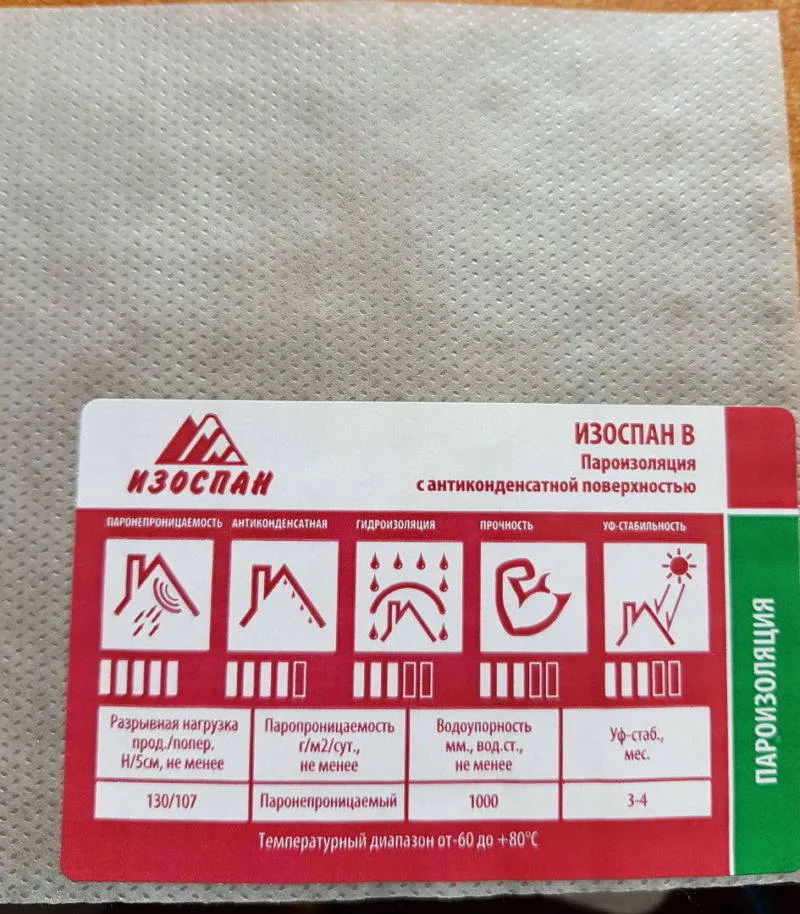 ИЗОСПАН
ИЗОСПАН В
Пароизоляция
с антиконденсатной поверхностью
ПАРОНЕПРОНИЦАЕМОСТЬ АНТИКОНДЕНСАТНАЯ ГИДРОИЗОЛЯЦИЯ ПРОЧНОСТЬ УФ-СТАБИЛЬНОСТЬ
Разрывная нагрузка
прод./попер.
Н/5см, не менее
Паропроницаемость
г/м2/сут.,
не менее
Водоупорность
мм., вод.ст.,
не менее
Уф-стаб.,
мес.
130/107 Паронепроницаемый 1000 3-4
Температурный диапазон от-60 до +80°С
ПАРОИЗОЛЯЦИЯ